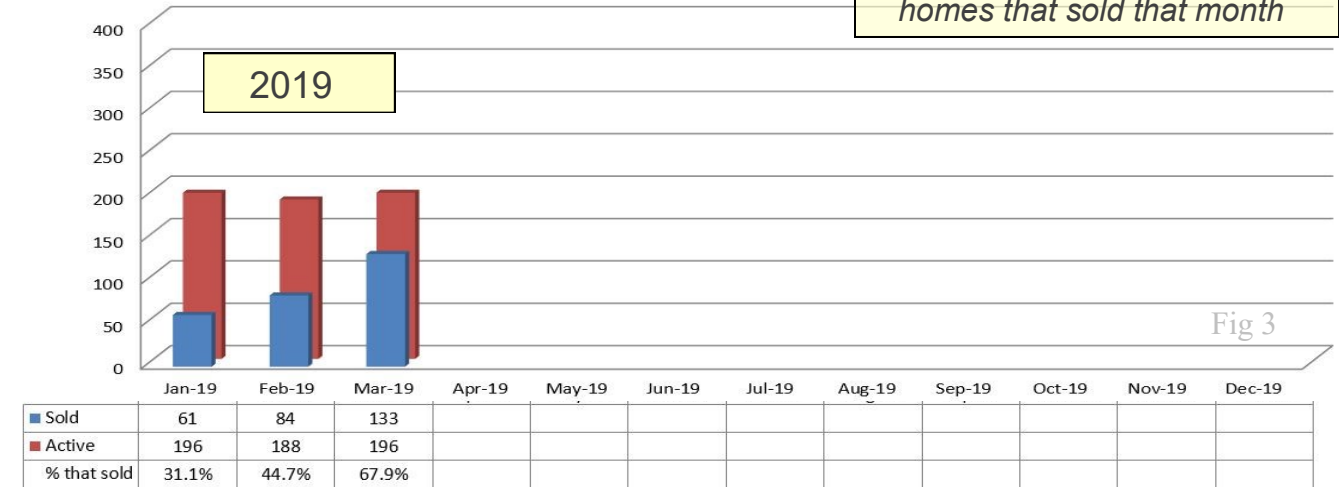 homes that sold that month
400
2019
350
300
250
200
150
100
50
0
Fig 3
Jan-19 Feb-19 Mar-19 Apr-19 May-19 Jun-19 Jul-19 Aug-19 Sep-19 Oct-19 Nov-19 Dec-19
Sold 61 84 133
Active 196 188 196
% that sold 31.1% 44.7% 67.9%